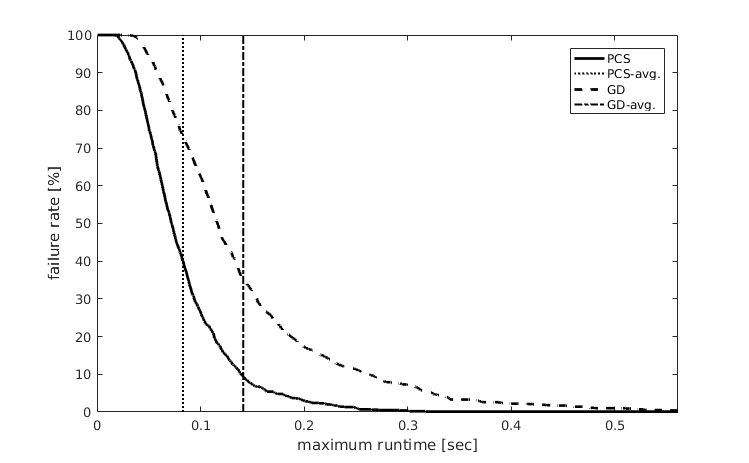 100
90
80
70
60
50
40
30
20
10
0
failure rate [%]
PCS
PCS-avg.
GD
GD-avg.
0 0.1 0.2 0.3 0.4 0.5
maximum runtime [sec]